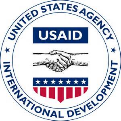 UNITED STATES AGENCY
USAID
INTERNATIONAL DEVELOPMENT